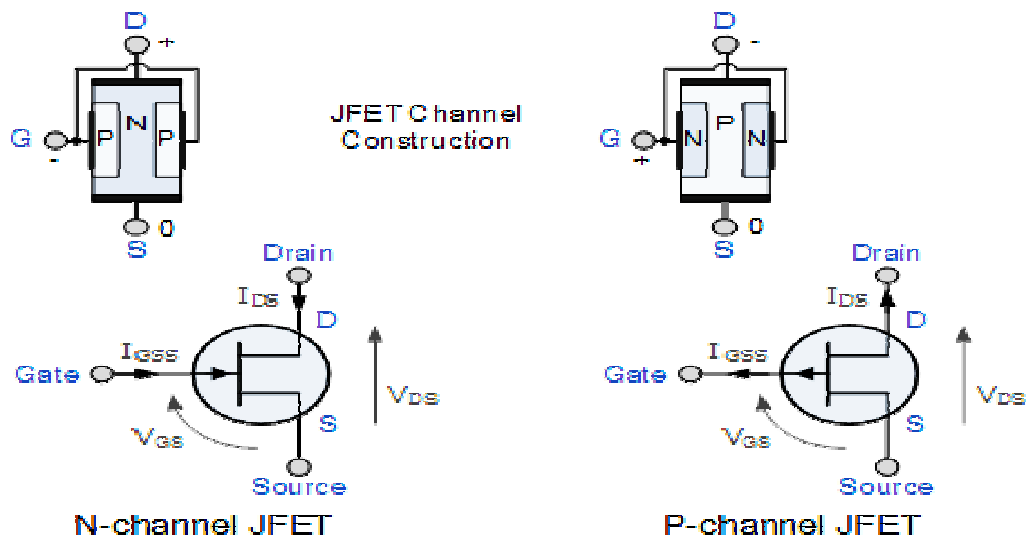 D
+
P
N
P
G
-
S
0
JFET Channel
Construction
D
-
N
P
N
G
+
S
0
Drain
IDS
D
IGSS
Gate
VGS
VDS
S
Source
N-channel JFET
Drain
IDS
D
IGSS
Gate
VGS
VDS
S
Source
P-channel JFET